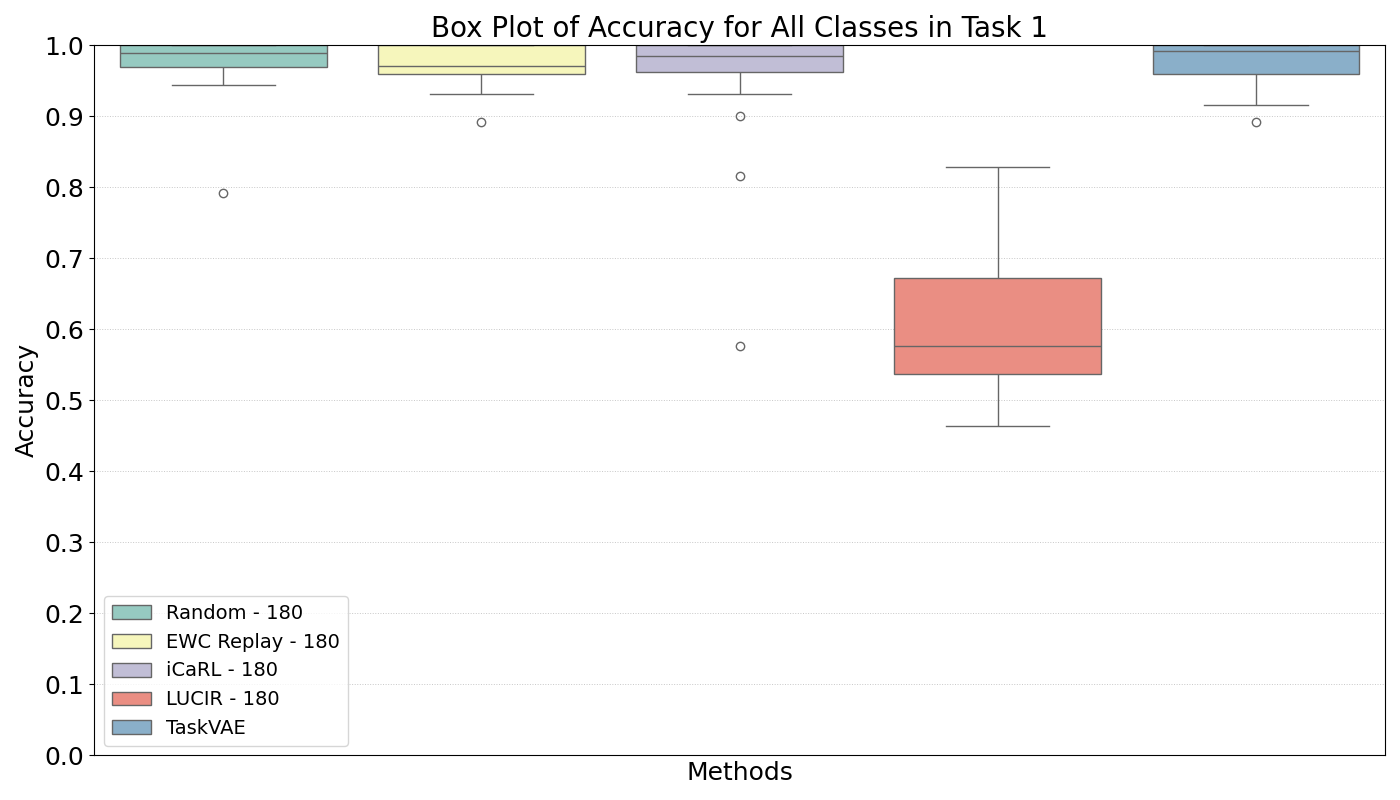 Box Plot of Accuracy for All Classes in Task 1
1.0
0.9
0.8
0.7
0.6
0.5
0.4
0.3
0.2
0.1
0.0
Accuracy
Random - 180
EWC Replay - 180
iCaRL - 180
LUCIR - 180
TaskVAE
Methods